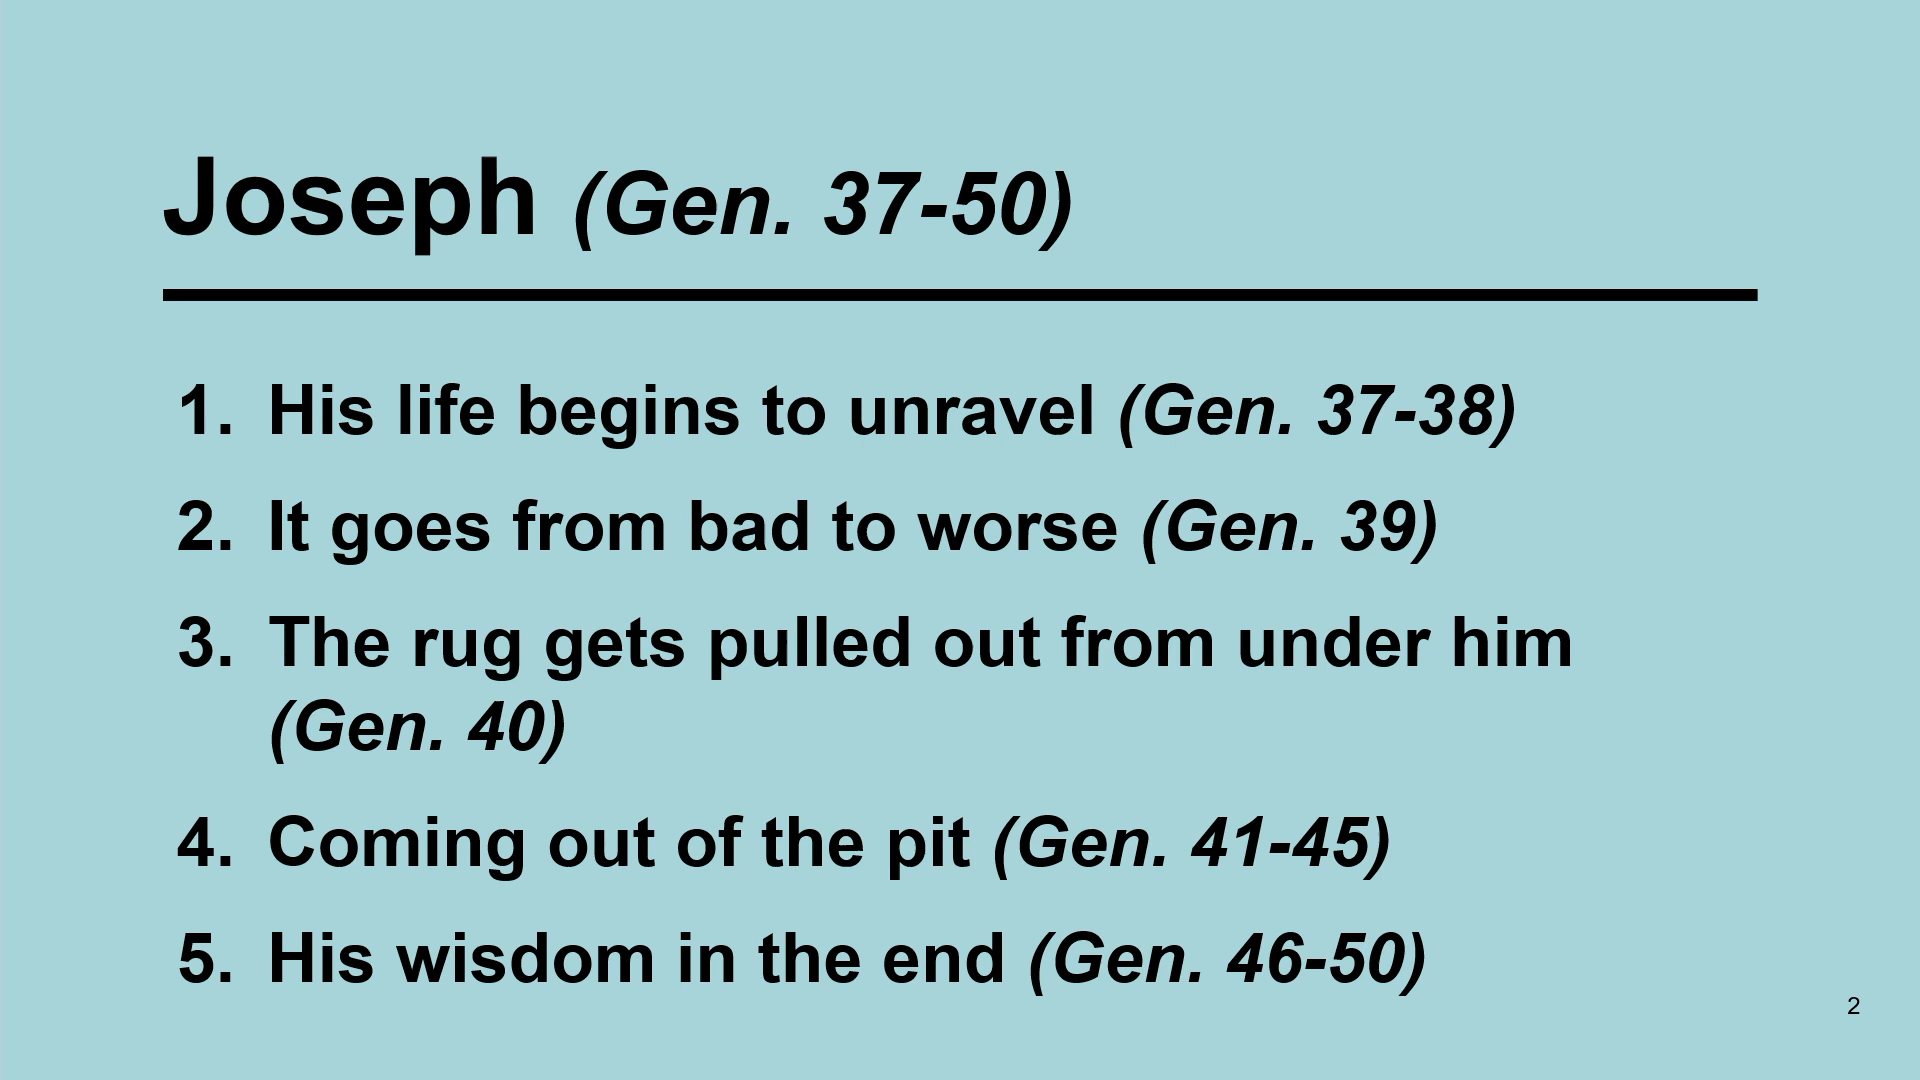 Joseph (Gen. 37-50)
1. His life begins to unravel (Gen. 37-38)
2. It goes from bad to worse (Gen. 39)
3. The rug gets pulled out from under him
(Gen. 40)
4. Coming out of the pit (Gen. 41-45)
5. His wisdom in the end (Gen. 46-50)
2